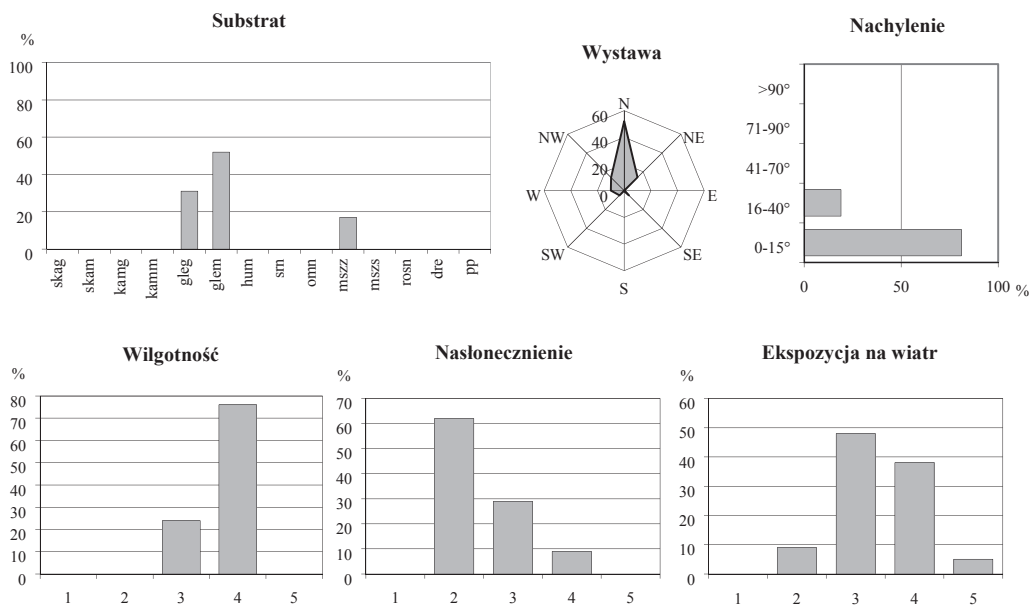 Substrat
%
100
80
60
40
20
0
skag
skam
kamg
kamm
gleg
glem
hum
srn
omn
mszz
mszs
rosn
dre
pp
Wystawa
N
NE
E
SE
S
SW
W
NW
60
40
20
0
Nachylenie
>90°
71-90°
41-70°
16-40°
0-15°
0 50 100 %
Wilgotność
%
80
70
60
50
40
30
20
10
0
1 2 3 4 5
Nasłonecznienie
%
70
60
50
40
30
20
10
0
1 2 3 4 5
Ekspozycja na wiatr
%
60
50
40
30
20
10
0
1 2 3 4 5